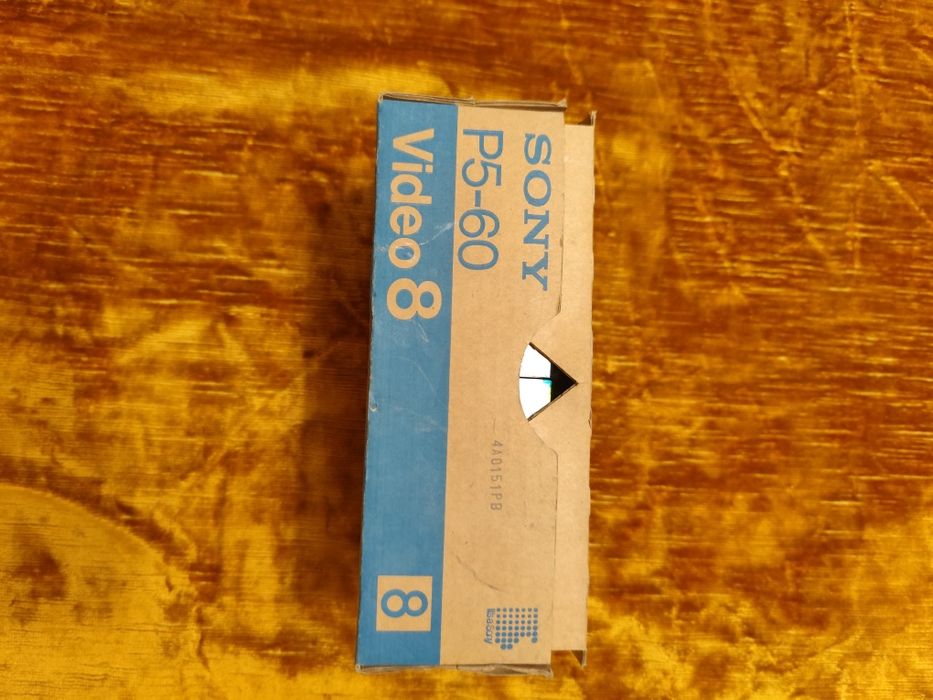 SONY
P5-60
Video 8
— 4A0151PB
8